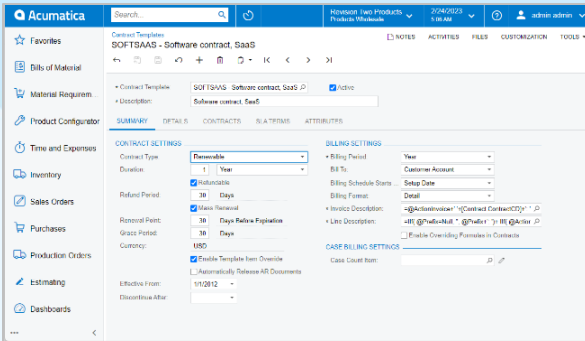 Acumatica
Search...
Revision Two Products
Products Wholesale
2/24/2023
5:06 AM
admin admin
Favorites
Bills of Material
Material Requirem...
Product Configurator
Time and Expenses
Inventory
Sales Orders
Purchases
Production Orders
Estimating
Dashboards
Contract Templates
SOFTSAAS - Software contract, SaaS
NOTES ACTIVITIES FILES CUSTOMIZATION TOOLS
* Contract Template: SOFTSAAS - Software contract, SaaS
Active
* Description: Software contract, SaaS
SUMMARY DETAILS CONTRACTS SLA TERMS ATTRIBUTES
CONTRACT SETTINGS
Contract Type: Renewable
Duration: 1 Year
Refundable
Refund Period: 30 Days
Mass Renewal
Renewal Point: 30 Days Before Expiration
Grace Period: 30 Days
Currency: USD
Enable Template Item Override
Automatically Release AR Documents
Effective From: 1/1/2012
Discontinue After:
BILLING SETTINGS
* Billing Period: Year
Bill To: Customer Account
Billing Schedule Starts ... Setup Date
Billing Format: Detail
* Invoice Description: =@ActionInvoice+' '+[Contract.ContractCD]+' '
* Line Description:
Enable Overriding Formulas in Contracts
CASE BILLING SETTINGS
Case Count Item: